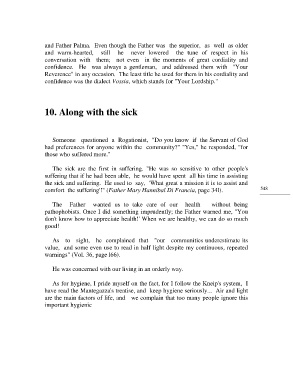 and Father Palma. Even though the Father was the superior, as well as older
and warm-hearted, still he never lowered the tone of respect in his
conversation with them; not even in the moments of great cordiality and
confidence. He was always a gentleman, and addressed them with "Your
Reverence" in any occasion. The least title he used for them in his cordiality and
confidence was the dialect Vossia, which stands for "Your Lordship."
10. Along with the sick
Someone questioned a Rogationist, "Do you know if the Servant of God
had preferences for anyone within the community?" "Yes," he responded, "for
those who suffered more."
The sick are the first in suffering. "He was so sensitive to other people's
suffering that if he had been able, he would have spent all his time in assisting
the sick and suffering. He used to say, 'What a great mission it is to assist and
comfort the suffering'!" (Father Mary Hannibal Di Francia, page 341).
543
The Father wanted us to take care of our health without being
pathophobists. Once I did something imprudently; the Father warned me, "You
don't know how to appreciate health! When we are healthy, we can do so much
good!
As to sight, he complained that "our communities underestimate its
value, and some even use to read in half light despite my continuous, repeated
warnings" (Vol. 36, page 166).
He was concerned with our living in an orderly way.
As for hygiene, I pride myself on the fact, for I follow the Kneip's system, I
have read the Mantegazza's treatise, and keep hygiene seriously... Air and light
are the main factors of life, and we complain that too many people ignore this
important hygienic